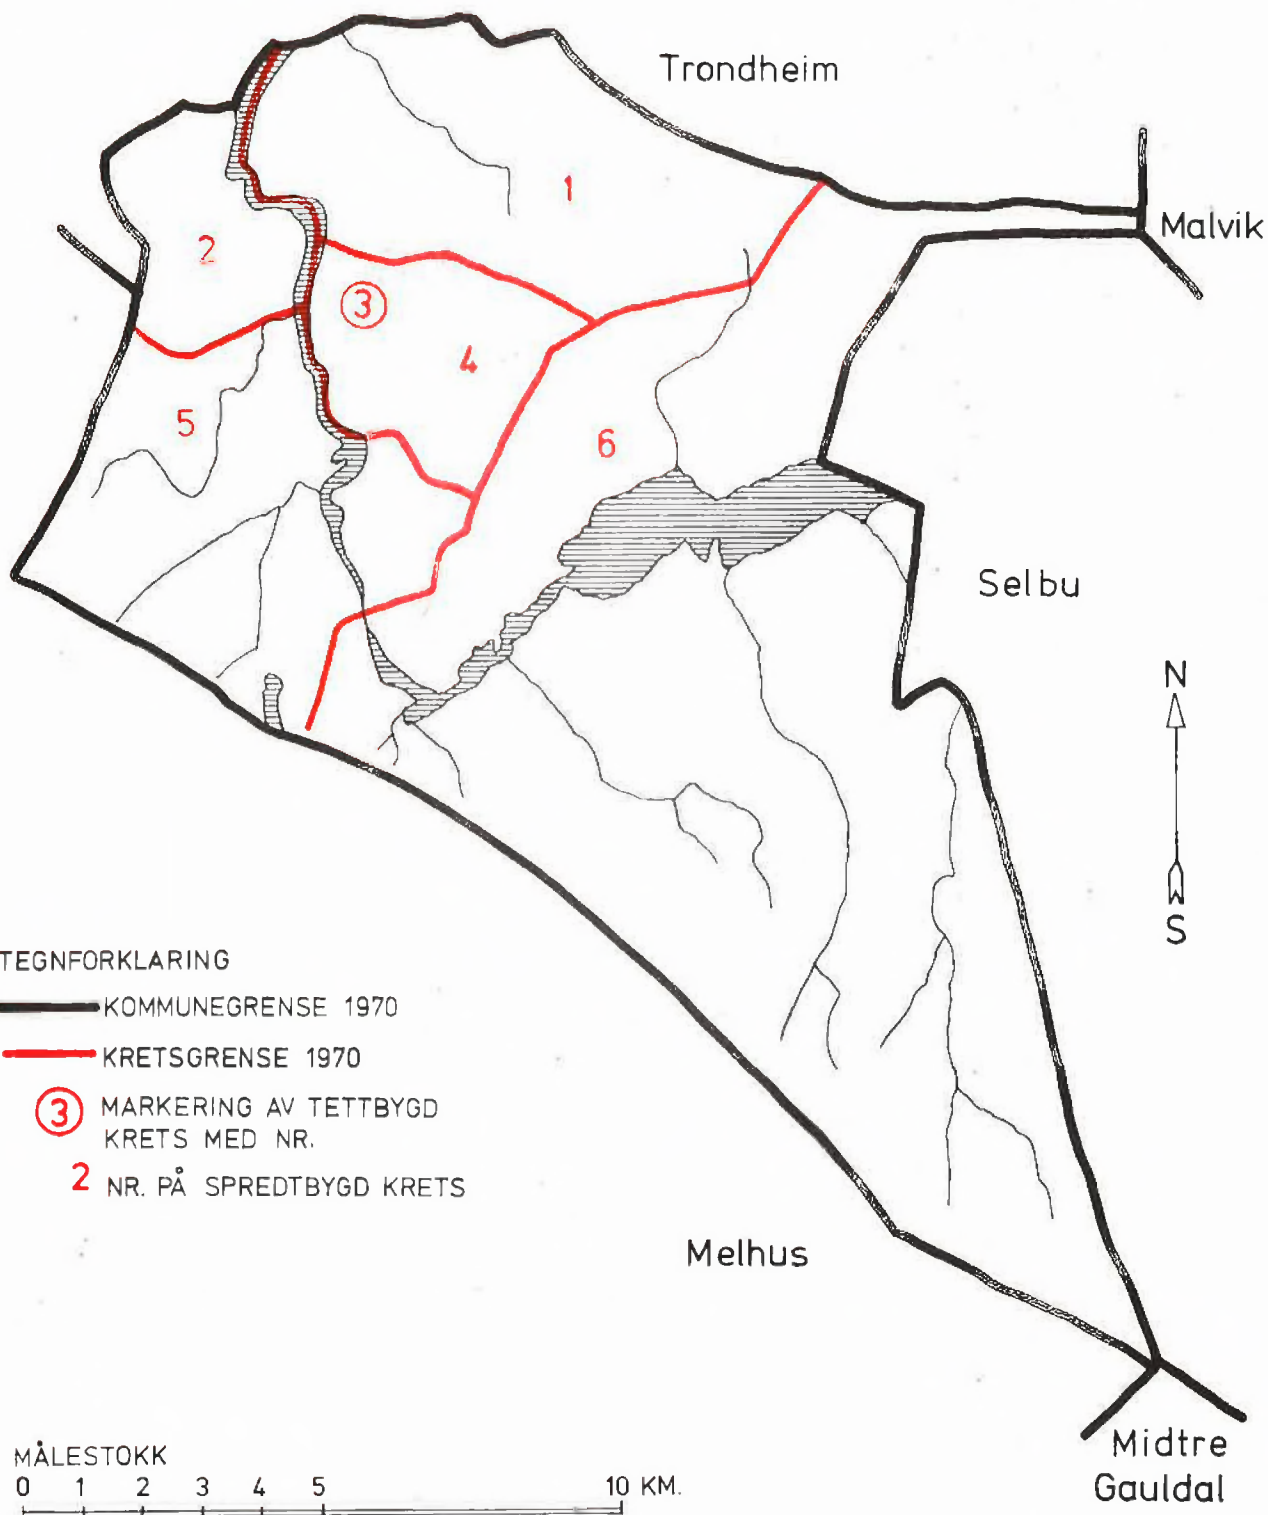 Trondheim
1
Malvik
2
3
4
5
6
Selbu
N
S
TEGNFORKLARING
KOMMUNEGRENSE 1970
KRETSGRENSE 1970
3 MARKERING AV TETTBYGD
KRETS MED NR.
2 NR. PÅ SPREDTBYGD KRETS
Melhus
MÅLESTOKK
0 1 2 3 4 5 10 KM.
Midtre
Gauldal